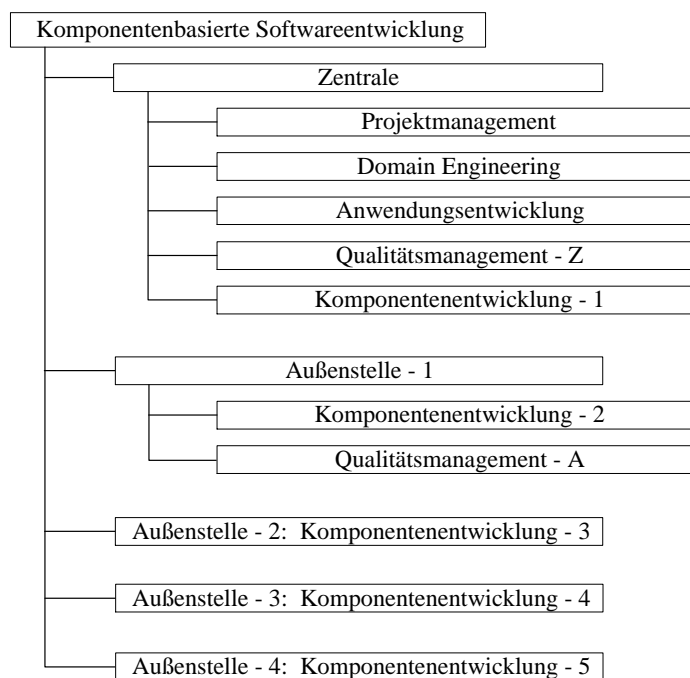 Komponentenbasierte Softwareentwicklung
Zentrale
Projektmanagement
Domain Engineering
Anwendungsentwicklung
Qualitätsmanagement - Z
Komponentenentwicklung - 1
Außenstelle - 1
Komponentenentwicklung - 2
Qualitätsmanagement - A
Außenstelle - 2: Komponentenentwicklung - 3
Außenstelle - 3: Komponentenentwicklung - 4
Außenstelle - 4: Komponentenentwicklung - 5